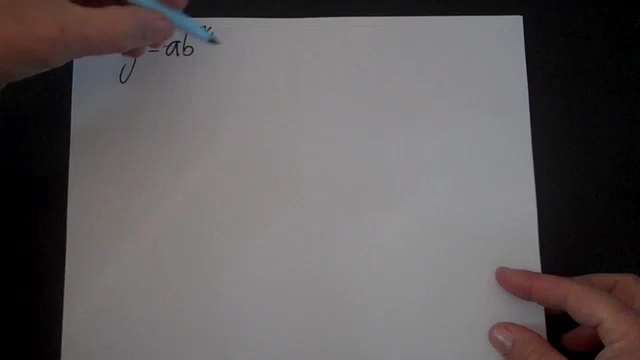 y = ab^x